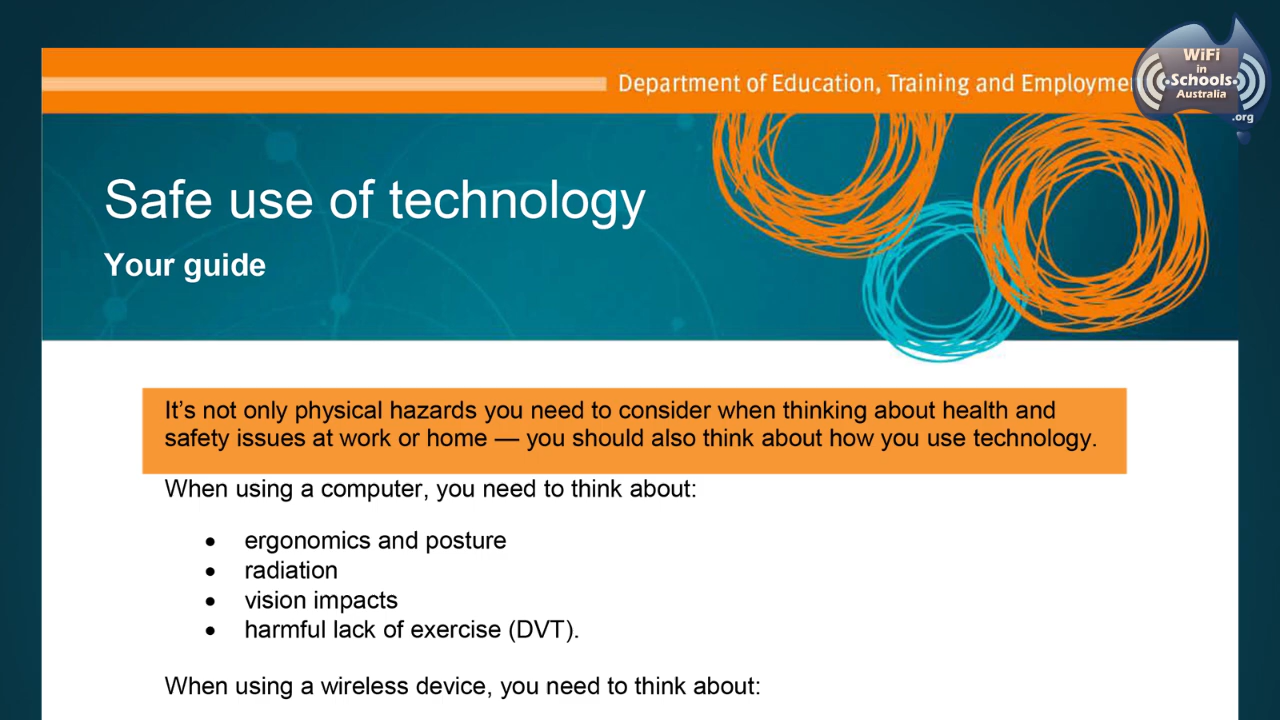 Department of Education, Training and Employme
WiFi
in
Schools
Australia
.org
Safe use of technology
Your guide
It's not only physical hazards you need to consider when thinking about health and
safety issues at work or home — you should also think about how you use technology.
When using a computer, you need to think about:
• ergonomics and posture
• radiation
• vision impacts
• harmful lack of exercise (DVT).
When using a wireless device, you need to think about: